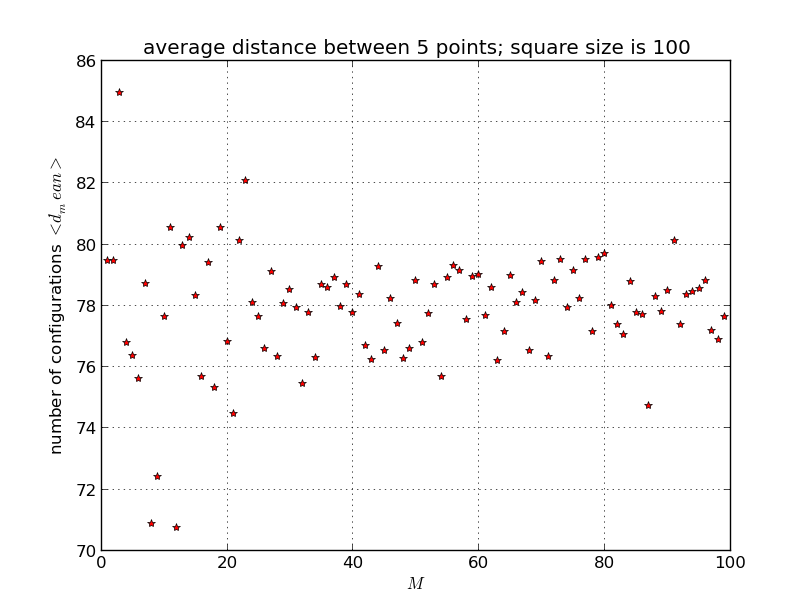 average distance between 5 points; square size is 100
86
84
82
80
78
76
74
72
70
number of configurations <d_m ean>
0 20 40 60 80 100
M